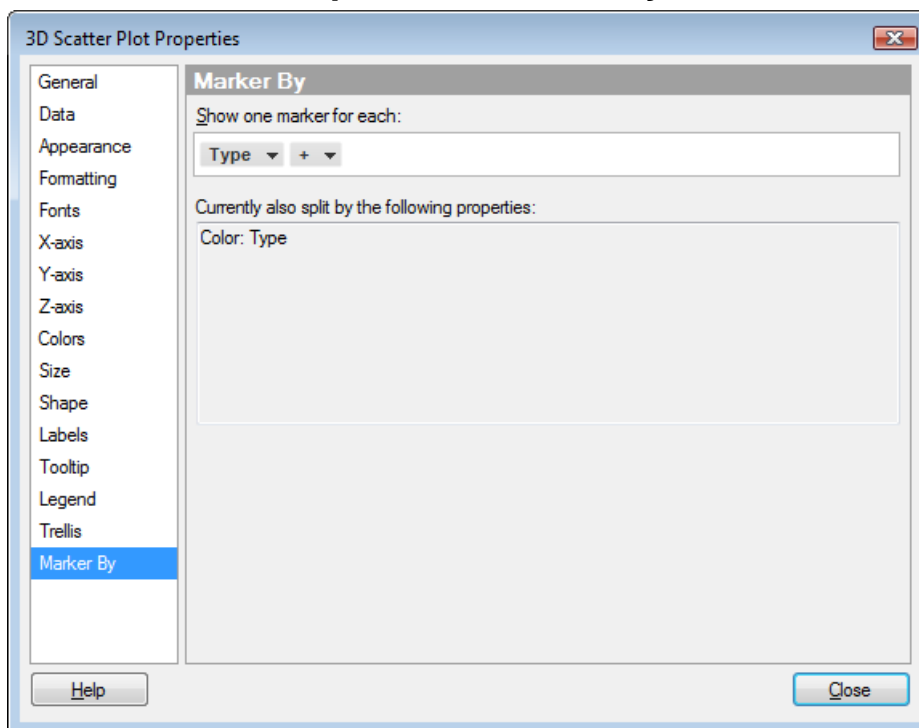 3D Scatter Plot Properties
General
Data
Appearance
Formatting
Fonts
X-axis
Y-axis
Z-axis
Colors
Size
Shape
Labels
Tooltip
Legend
Trellis
Marker By
Marker By
Show one marker for each:
Type +
Currently also split by the following properties:
Color: Type
Help
Close